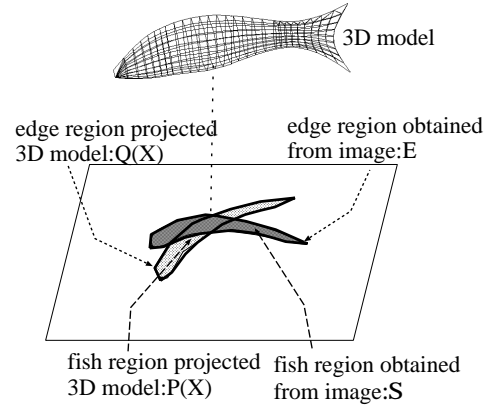 3D model
edge region projected
3D model:Q(X)
edge region obtained
from image:E
fish region projected
3D model:P(X)
fish region obtained
from image:S